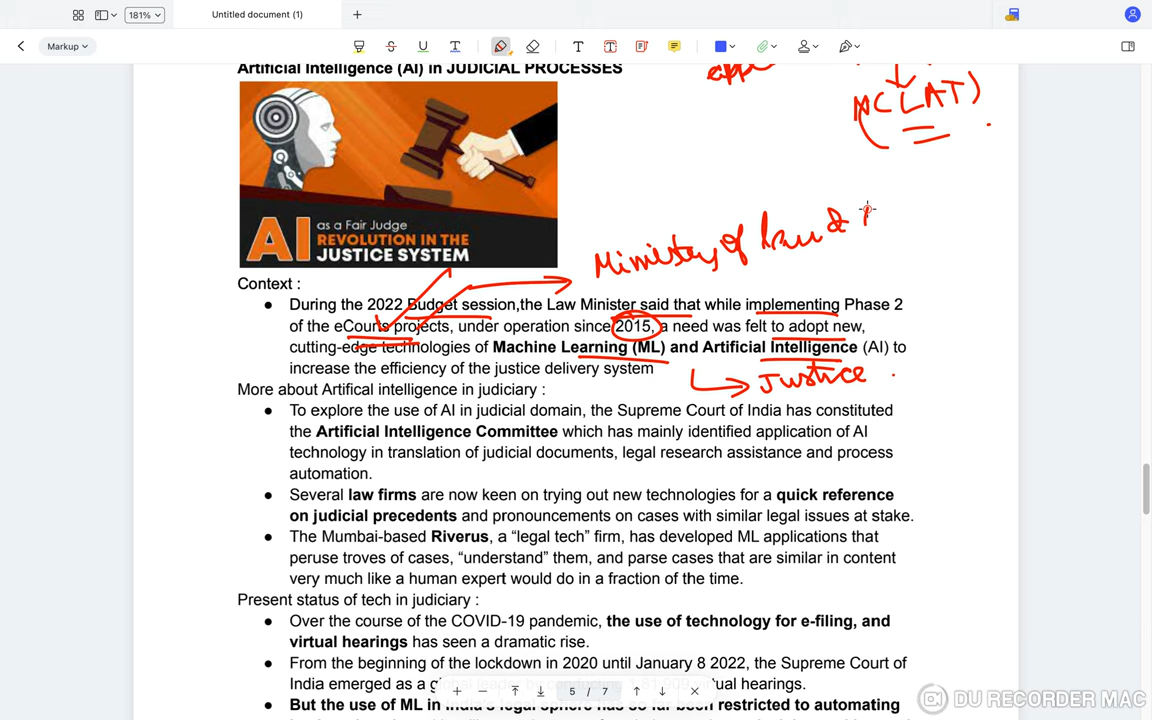 181%
Untitled document (1)
Markup
Artificial Intelligence (AI) in JUDICIAL PROCESSES
NCLAT)
AI as a Fair Judge
REVOLUTION IN THE
JUSTICE SYSTEM
Ministry of Law &
Context :
● During the 2022 Budget session,the Law Minister said that while implementing Phase 2
of the eCourts projects, under operation since 2015, a need was felt to adopt new,
cutting-edge technologies of Machine Learning (ML) and Artificial Intelligence (AI) to
increase the efficiency of the justice delivery system
Justice
More about Artifical intelligence in judiciary :
● To explore the use of AI in judicial domain, the Supreme Court of India has constituted
the Artificial Intelligence Committee which has mainly identified application of AI
technology in translation of judicial documents, legal research assistance and process
automation.
● Several law firms are now keen on trying out new technologies for a quick reference
on judicial precedents and pronouncements on cases with similar legal issues at stake.
● The Mumbai-based Riverus, a “legal tech” firm, has developed ML applications that
peruse troves of cases, “understand” them, and parse cases that are similar in content
very much like a human expert would do in a fraction of the time.
Present status of tech in judiciary :
● Over the course of the COVID-19 pandemic, the use of technology for e-filing, and
virtual hearings has seen a dramatic rise.
● From the beginning of the lockdown in 2020 until January 8 2022, the Supreme Court of
India emerged as a hearings.
5 / 7
● But the use of ML in legal been restricted to automating
DU RECORDER MAC